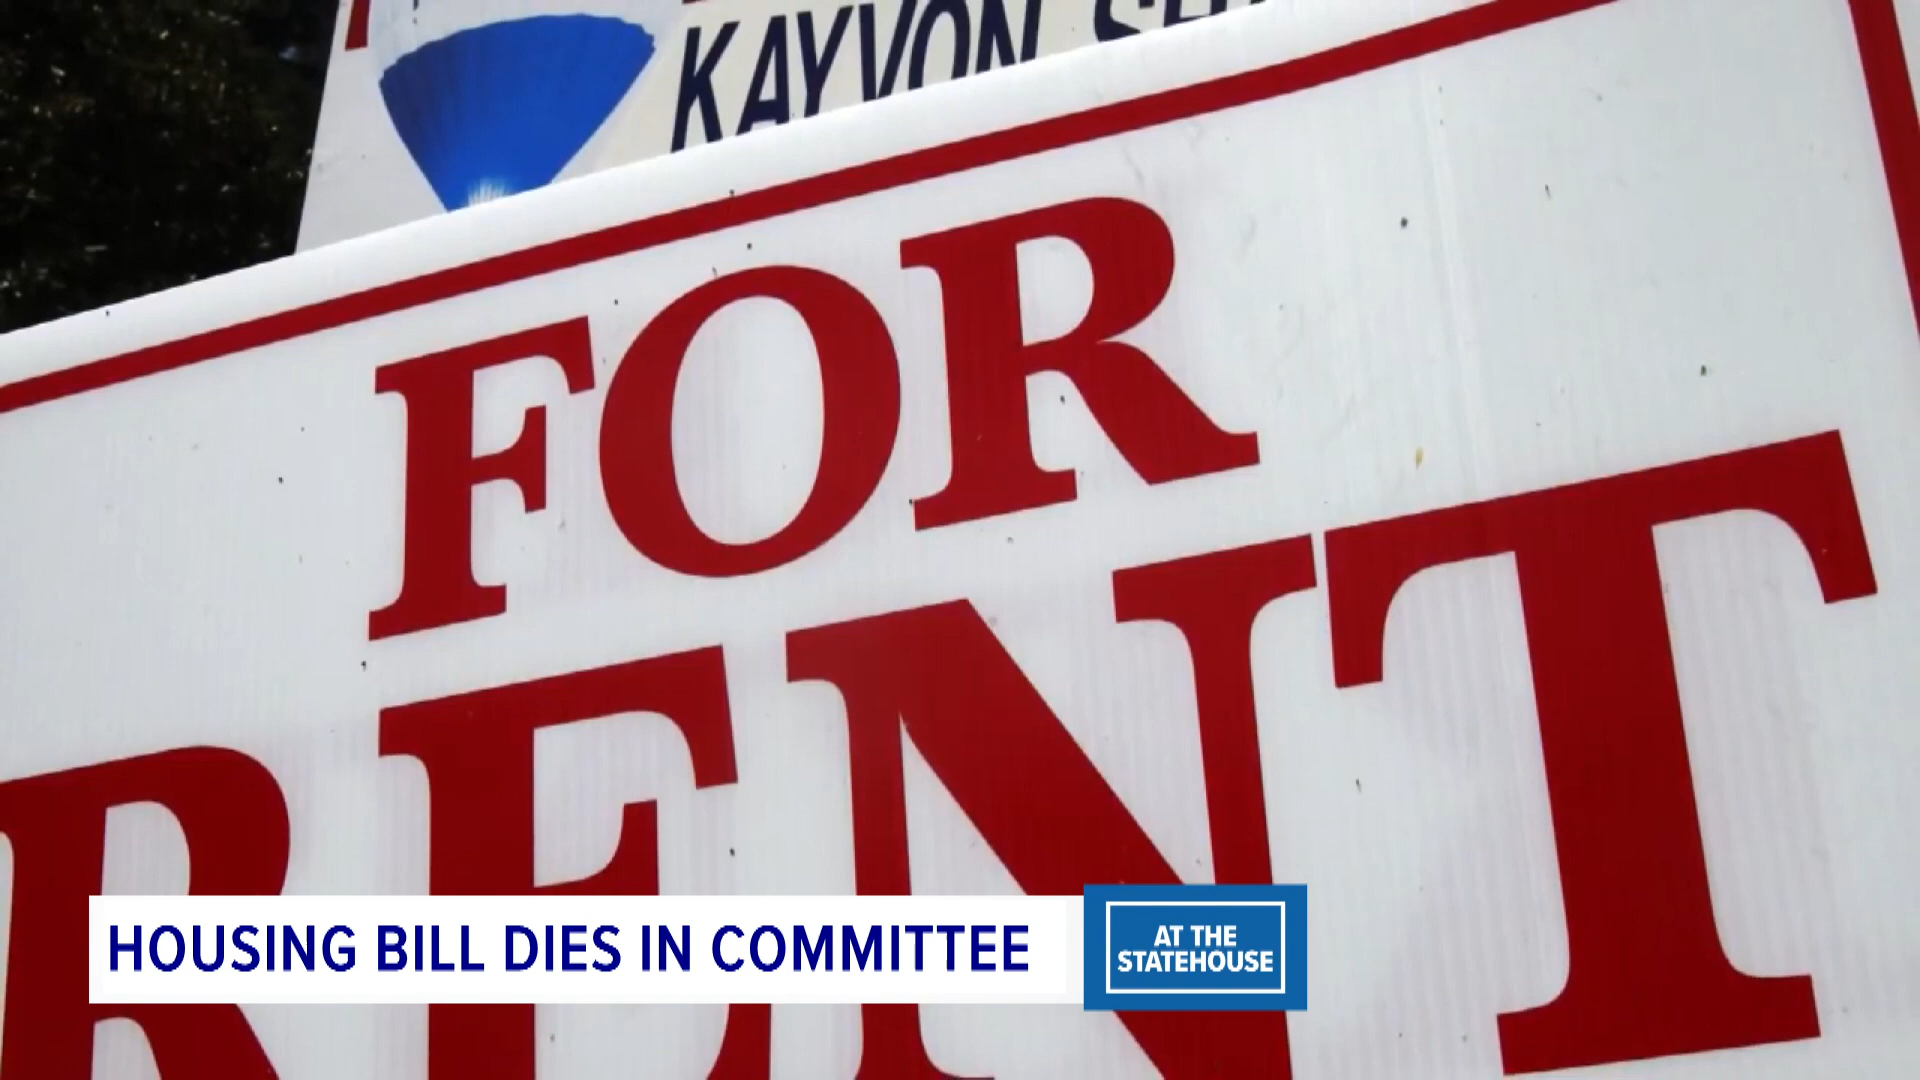 KAYVON
FOR
RENT
HOUSING BILL DIES IN COMMITTEE
AT THE
STATEHOUSE